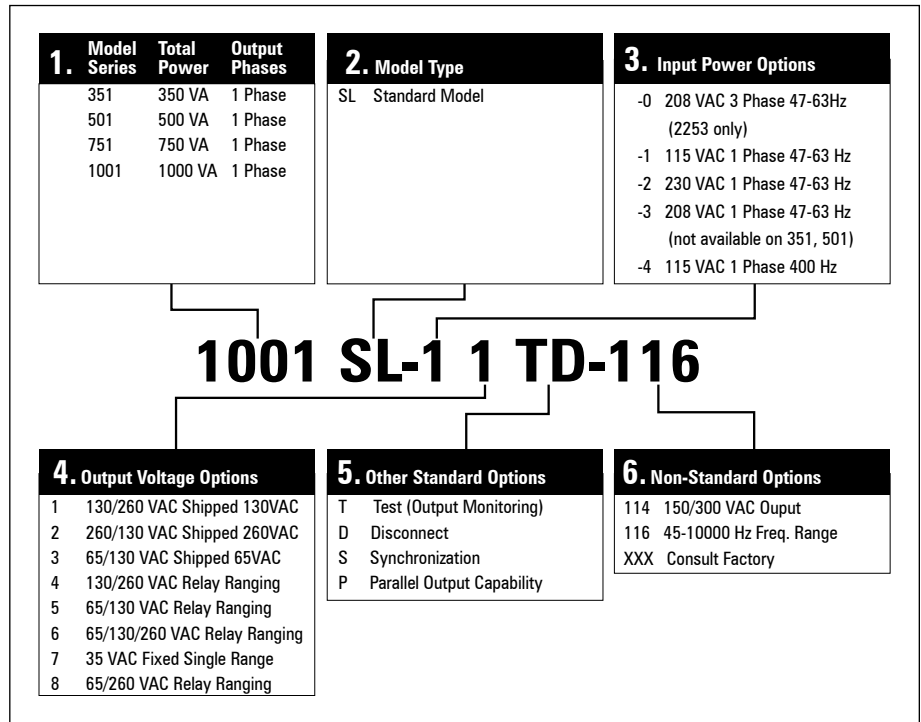 1. Model Series Total Power Output Phases
351 350 VA 1 Phase
501 500 VA 1 Phase
751 750 VA 1 Phase
1001 1000 VA 1 Phase
2. Model Type
SL Standard Model
3. Input Power Options
-0 208 VAC 3 Phase 47-63Hz
(2253 only)
-1 115 VAC 1 Phase 47-63 Hz
-2 230 VAC 1 Phase 47-63 Hz
-3 208 VAC 1 Phase 47-63 Hz
(not available on 351, 501)
-4 115 VAC 1 Phase 400 Hz
1001 SL-1 1 TD-116
4. Output Voltage Options
1 130/260 VAC Shipped 130VAC
2 260/130 VAC Shipped 260VAC
3 65/130 VAC Shipped 65VAC
4 130/260 VAC Relay Ranging
5 65/130 VAC Relay Ranging
6 65/130/260 VAC Relay Ranging
7 35 VAC Fixed Single Range
8 65/260 VAC Relay Ranging
5. Other Standard Options
T Test (Output Monitoring)
D Disconnect
S Synchronization
P Parallel Output Capability
6. Non-Standard Options
114 150/300 VAC Ouput
116 45-10000 Hz Freq. Range
XXX Consult Factory